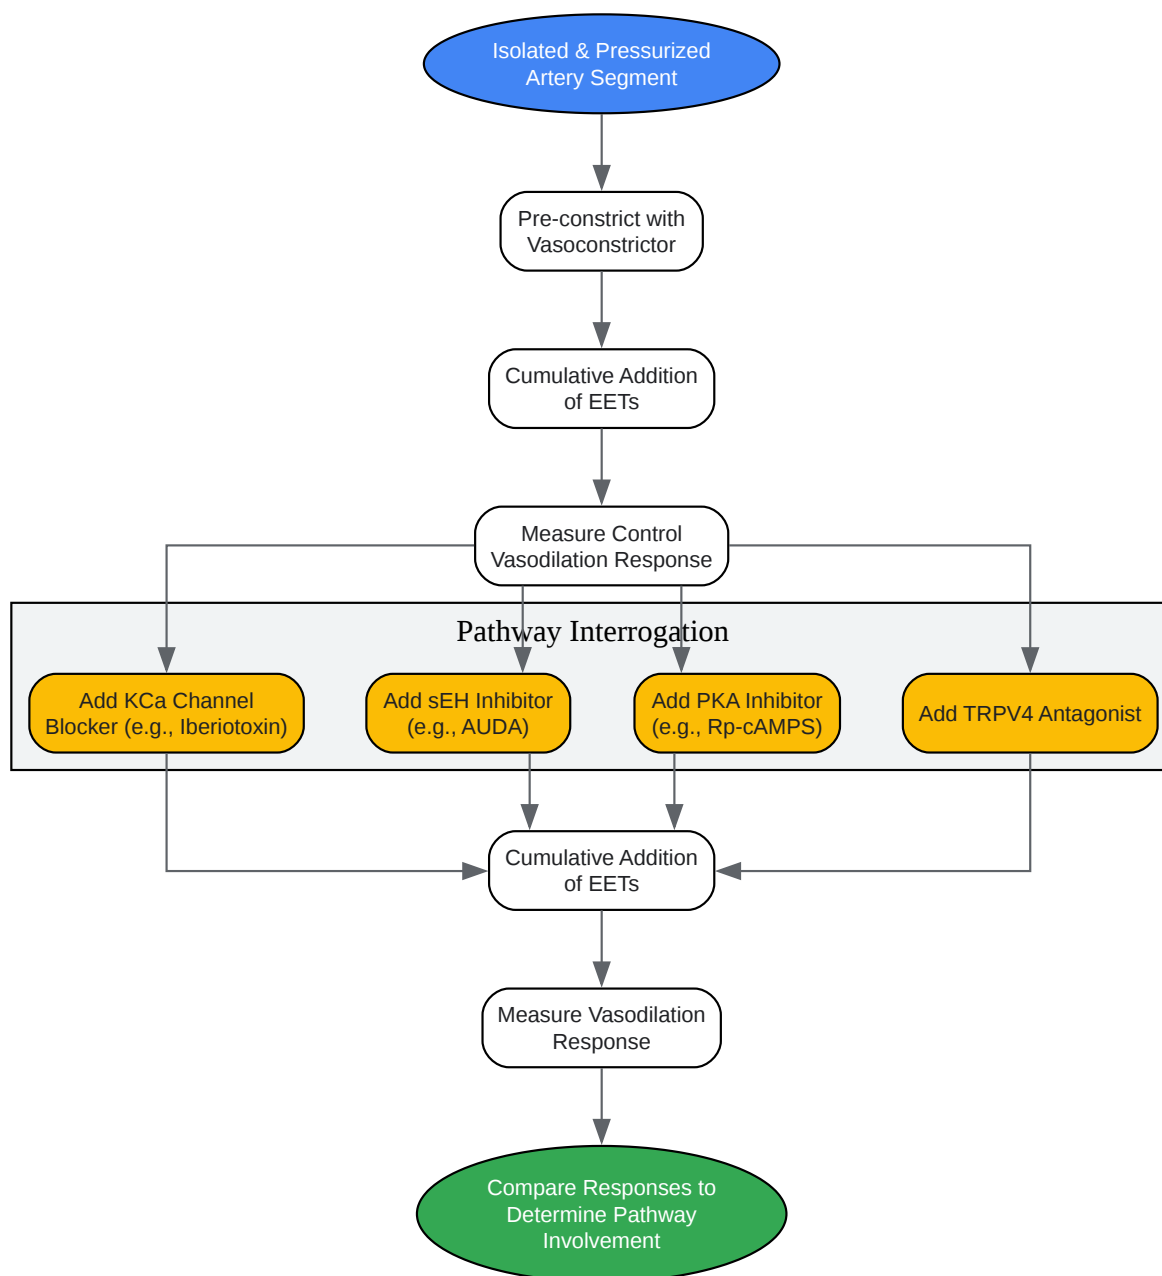 Isolated & Pressurized
Artery Segment
Pre-constrict with
Vasoconstrictor
Cumulative Addition
of EETs
Measure Control
Vasodilation Response
Pathway Interrogation
Add KCa Channel
Blocker (e.g., Iberiotoxin)
Add sEH Inhibitor
(e.g., AUDA)
Add PKA Inhibitor
(e.g., Rp-cAMPS)
Add TRPV4 Antagonist
Cumulative Addition
of EETs
Measure Vasodilation
Response
Compare Responses to
Determine Pathway
Involvement